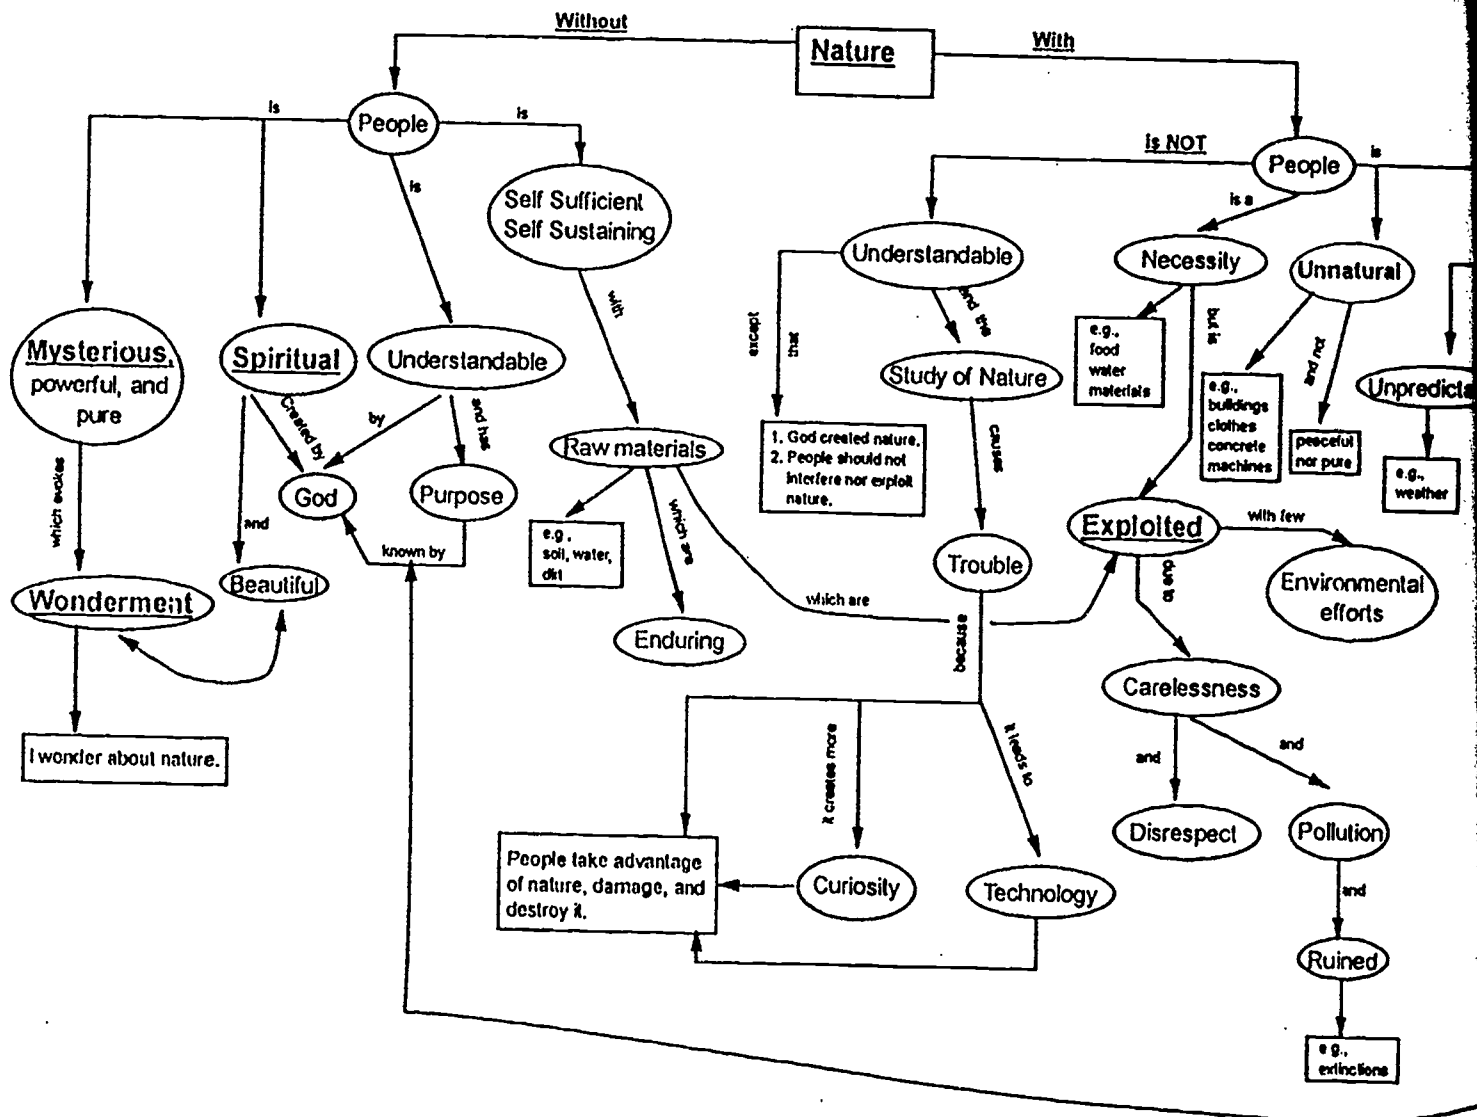 Without
Nature
With
People
is
is
is
is NOT
People
is
is a
Self Sufficient
Self Sustaining
Understandable
Necessity
Unnatural
with
Mysterious,
powerful, and
pure
Spiritual
Understandable
except
that
and the
Study of Nature
e.g.,
food
water
materials
but is
and not
e.g.,
buildings
clothes
concrete
machines
peaceful
nor pure
Unpredicta
e.g.,
weather
Created by
by
and has
Raw materials
1. God created nature.
2. People should not
interfere nor exploit
nature.
causes
which evokes
God
Purpose
and
known by
e.g.,
soil, water,
dirt
which are
Exploited
with few
Trouble
Environmental
efforts
Wonderment
Beautiful
Enduring
which are
because
due to
Carelessness
I wonder about nature.
it creates more
it leads to
and
and
Disrespect
Pollution
People take advantage
of nature, damage, and
destroy it.
Curiosity
Technology
and
Ruined
e.g.,
extinctions